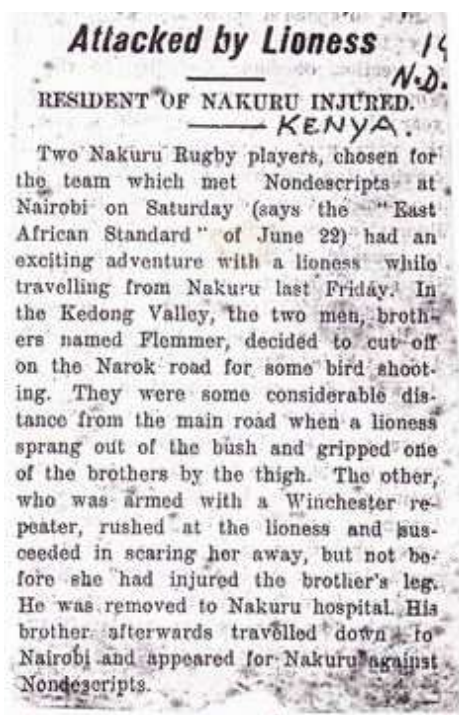 Attacked by Lioness
N.D.
RESIDENT OF NAKURU INJURED.
KENYA.
Two Nakuru Rugby players, chosen for
the team which met Nondescripts at
Nairobi on Saturday (says the "East
African Standard" of June 22) had an
exciting adventure with a lioness while
travelling from Nakuru last Friday. In
the Kedong Valley, the two men, broth-
ers named Flemmer, decided to cut off
on the Narok road for some bird shoot-
ing. They were some considerable dis-
tance from the main road when a lioness
sprang out of the bush and gripped one
of the brothers by the thigh. The other,
who was armed with a Winchester re-
peater, rushed at the lioness and suc-
ceeded in scaring her away, but not be-
fore she had injured the brother's leg.
He was removed to Nakuru hospital. His
brother afterwards travelled down to
Nairobi and appeared for Nakuru against
Nondescripts.